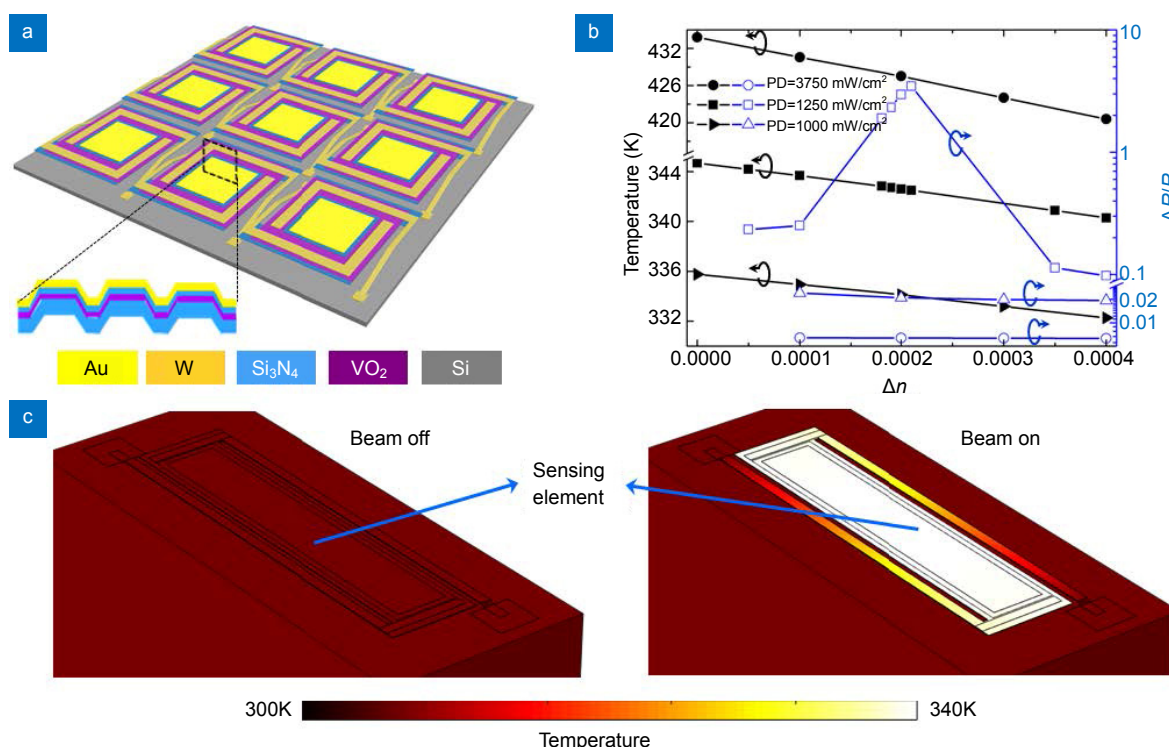 a
Au
W
Si₃N₄
VO₂
Si
b
Temperature (K)
432
426
420
344
340
336
332
PD=3750 mW/cm²
PD=1250 mW/cm²
PD=1000 mW/cm²
10
1
0.1
0.02
0.01
ΔR/R
0.0000
0.0001
0.0002
0.0003
0.0004
Δn
c
Beam off
Beam on
Sensing
element
300K
340K
Temperature